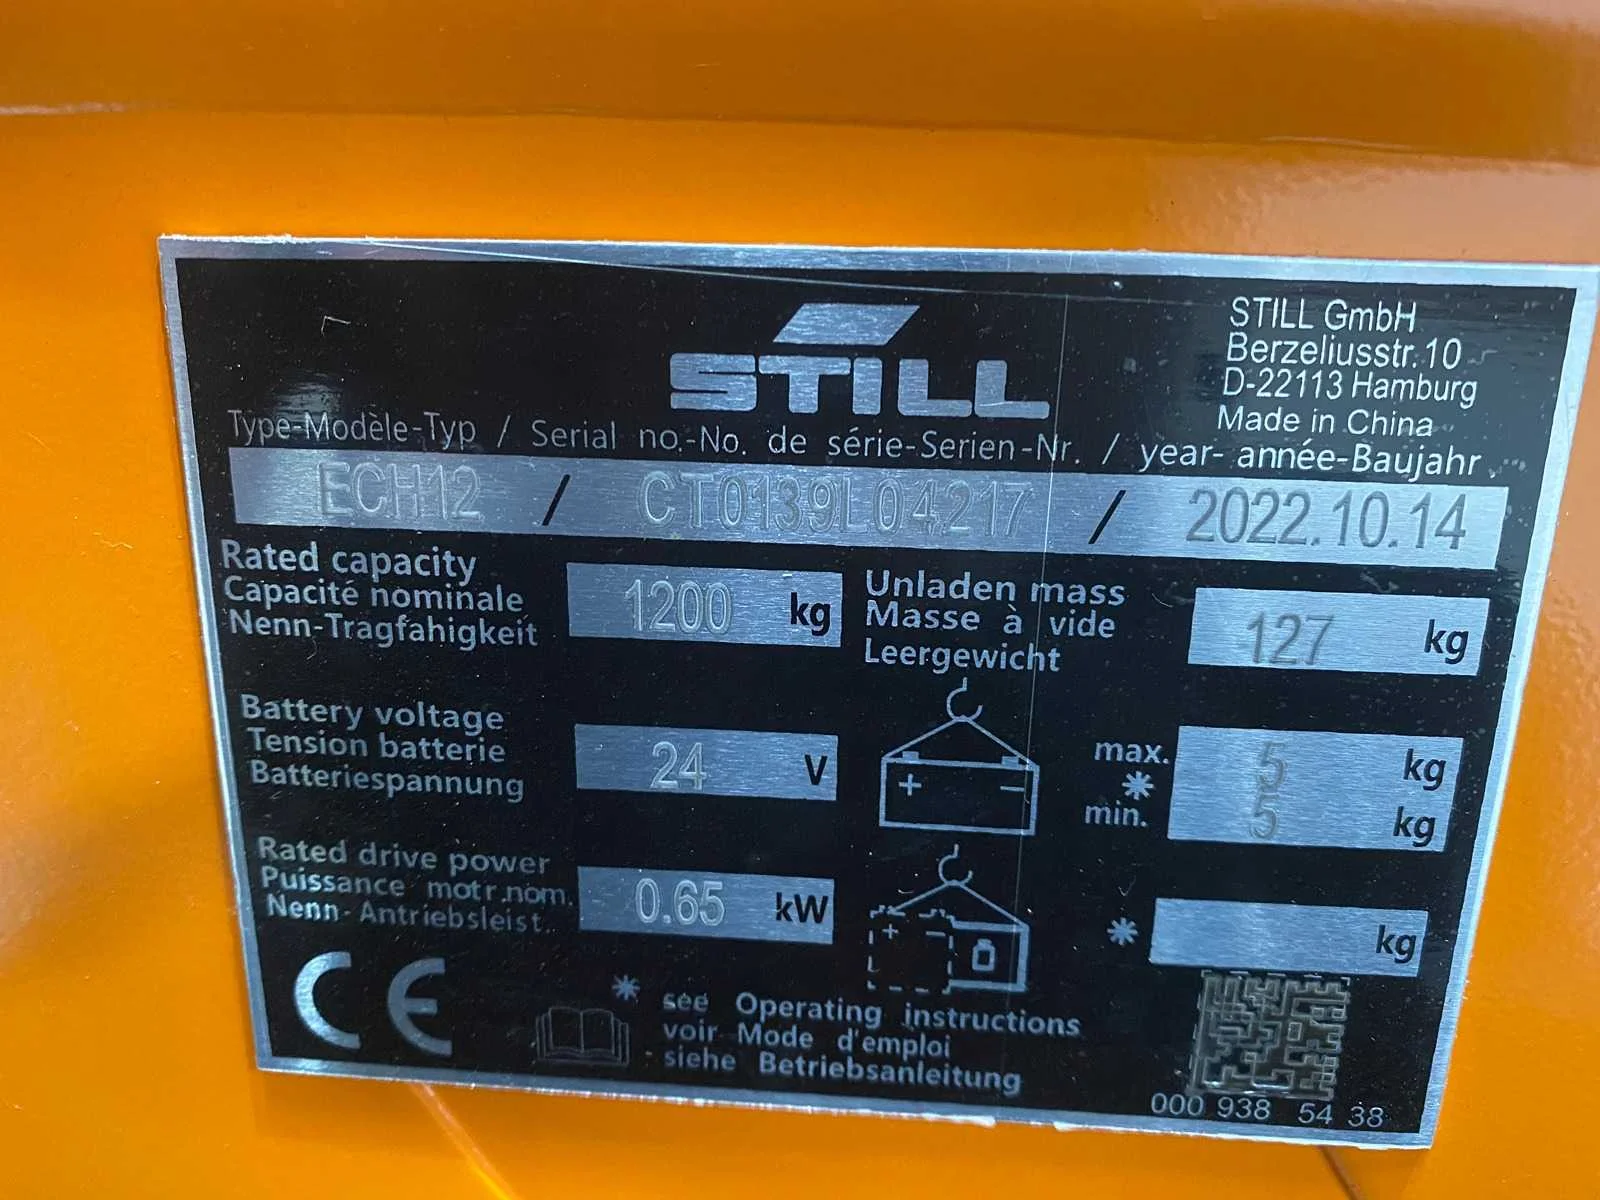 STILL
STILL GmbH
Berzeliusstr. 10
D-22113 Hamburg
Made in China
Type-Modèle-Typ / Serial no.-No. de série-Serien-Nr. / year- année-Baujahr
ECH12 / CT0139L04217 / 2022.10.14
Rated capacity
Capacité nominale
Nenn-Tragfähigkeit
1200 kg
Unladen mass
Masse à vide
Leergewicht
127 kg
Battery voltage
Tension batterie
Batteriespannung
24 V
+ -
max. 5 kg
*
min. 5 kg
Rated drive power
Puissance motr.nom.
Nenn-Antriebsleist.
0.65 kW
+ -
* kg
CE
* see Operating instructions
voir Mode d'emploi
siehe Betriebsanleitung
000 938 54 38